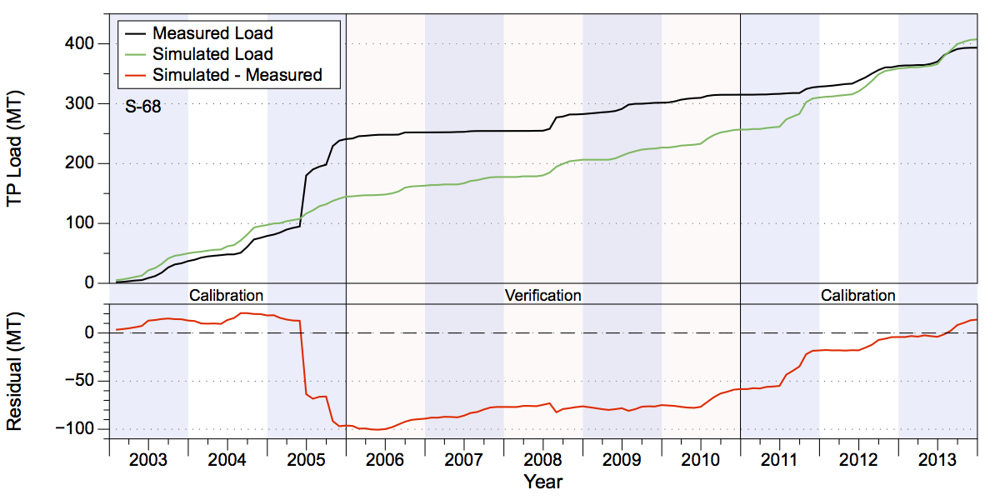 Measured Load
Simulated Load
Simulated - Measured
S-68
TP Load (MT)
400
300
200
100
0
Calibration Verification Calibration
Residual (MT)
0
−50
−100
2003 2004 2005 2006 2007 2008 2009 2010 2011 2012 2013
Year